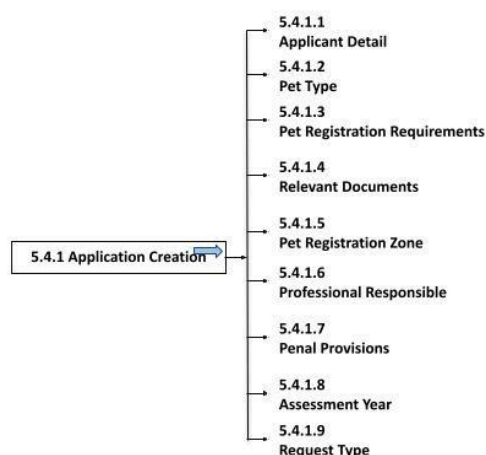 5.4.1.1
Applicant Detail
5.4.1.2
Pet Type
5.4.1.3
Pet Registration Requirements
5.4.1.4
Relevant Documents
5.4.1.5
Pet Registration Zone
5.4.1 Application Creation
5.4.1.6
Professional Responsible
5.4.1.7
Penal Provisions
5.4.1.8
Assessment Year
5.4.1.9
Request Type